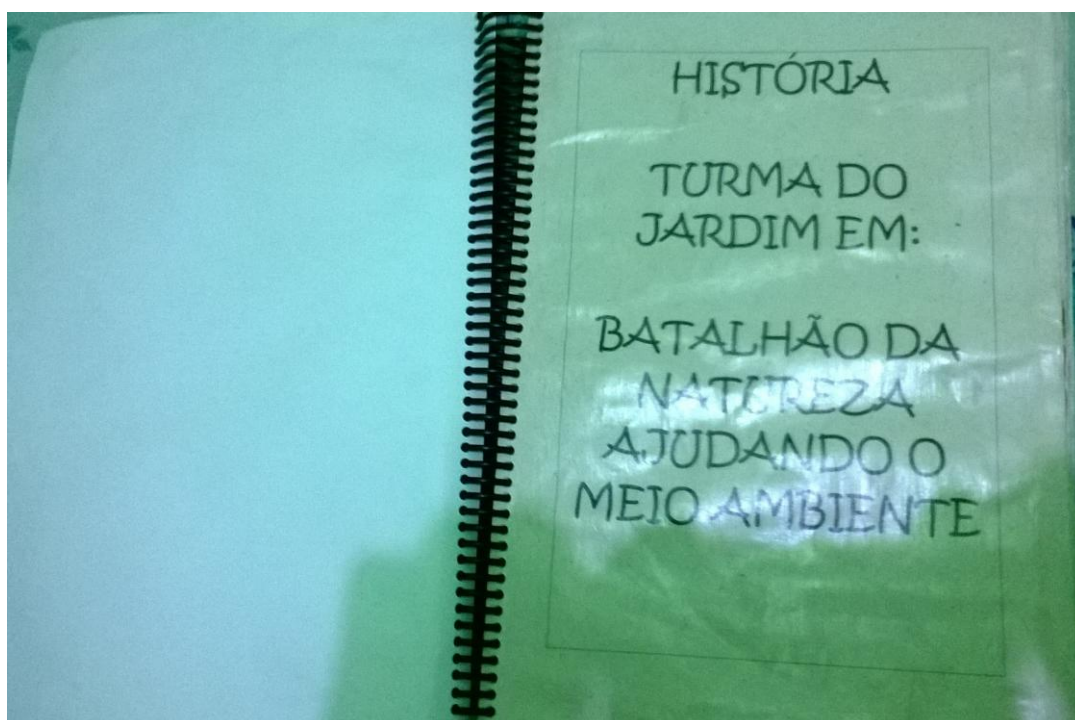 HISTÓRIA
TURMA DO
JARDIM EM:
BATALHÃO DA
NATUREZA
AJUDANDO O
MEIO AMBIENTE